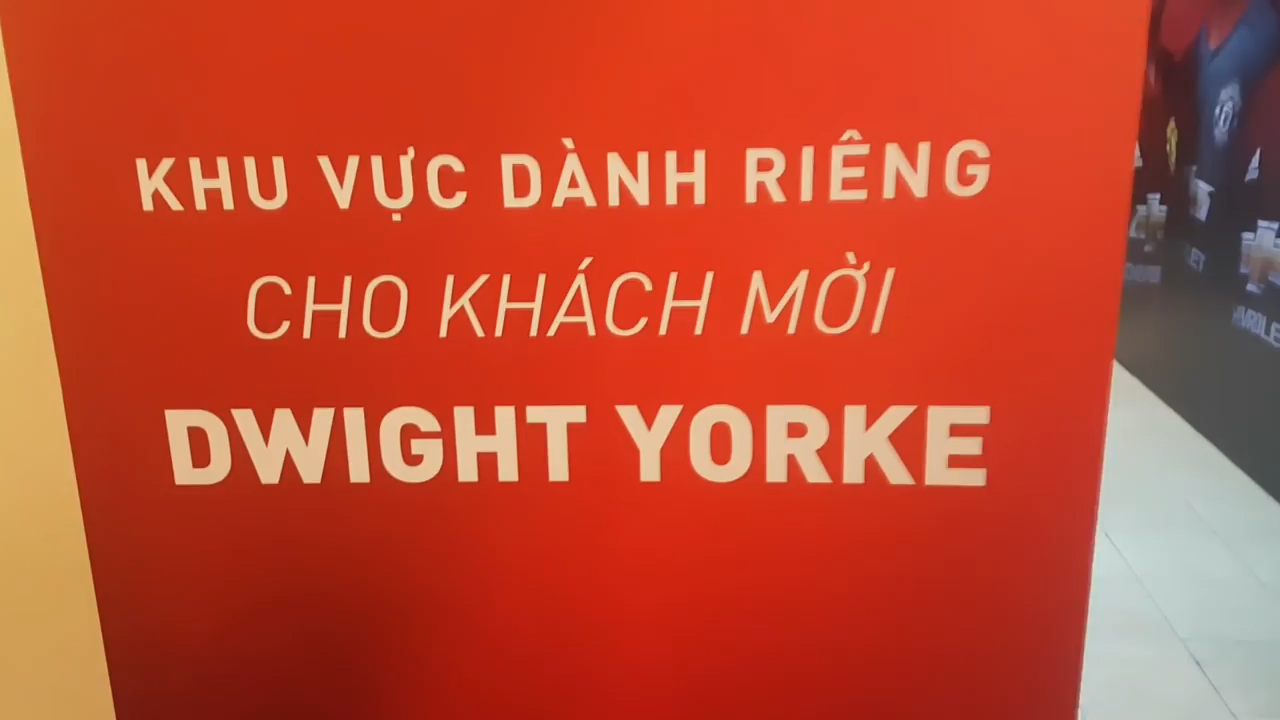 KHU VỰC DÀNH RIÊNG
CHO KHÁCH MỜI
DWIGHT YORKE